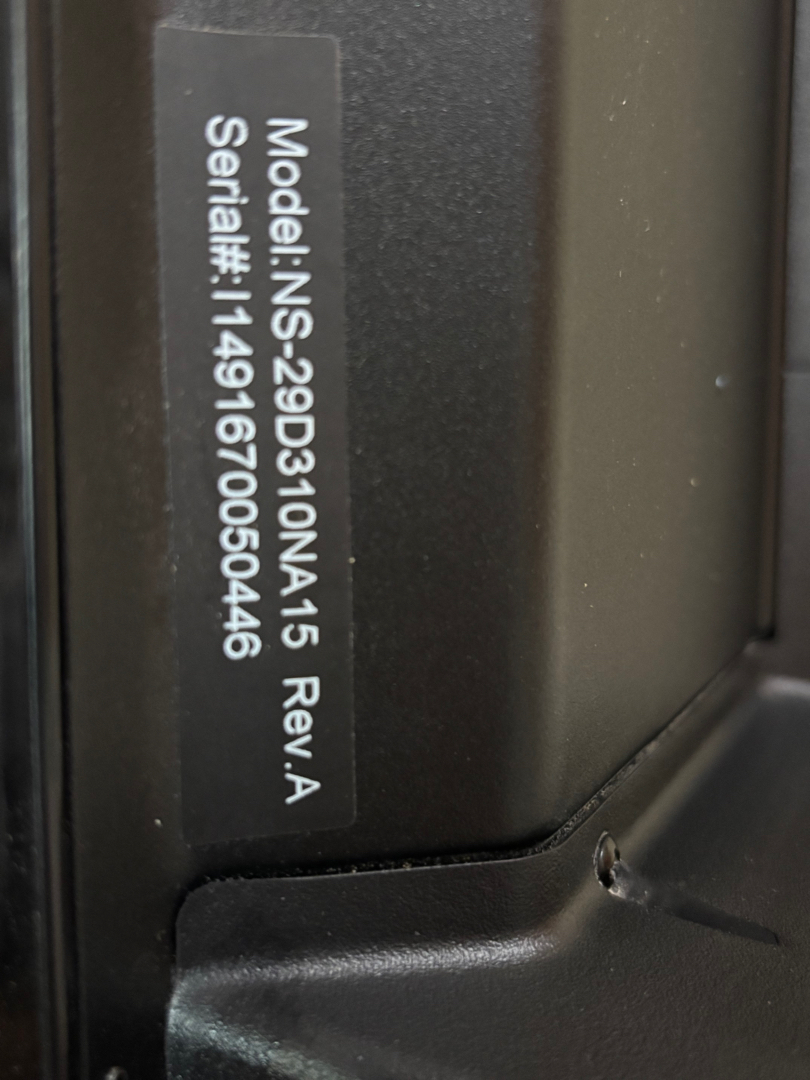 Model:NS-29D310NA15 Rev.A
Serial#:I1491670050446